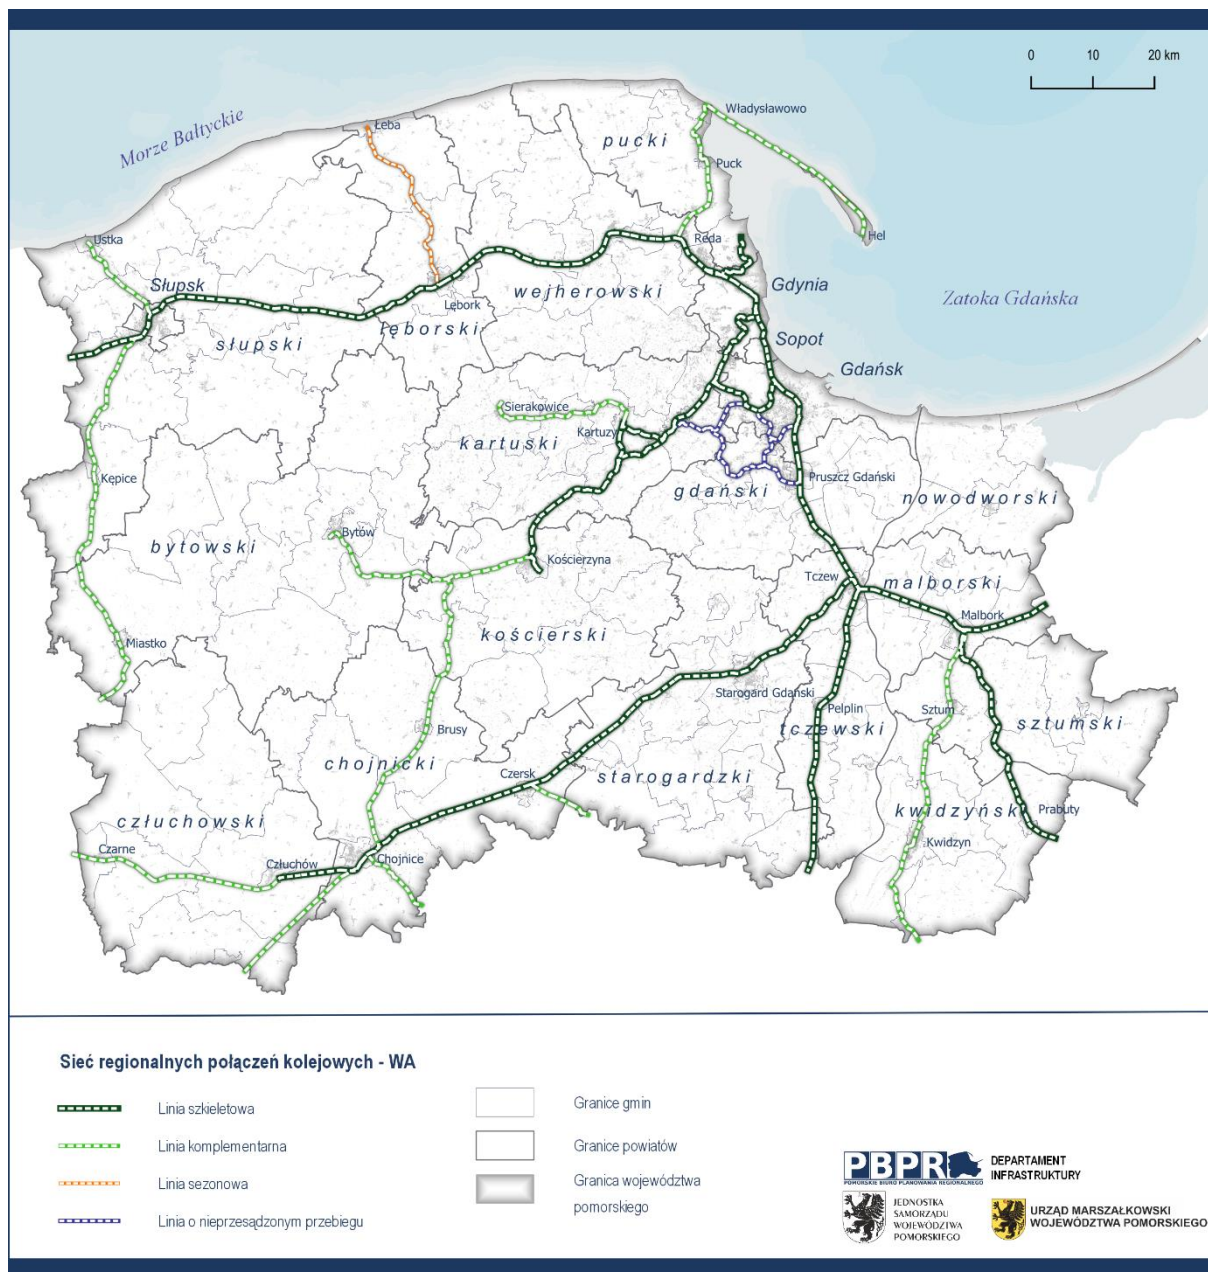 0 10 20 km
Morze Bałtyckie
Łeba
Władysławowo
pucki
Puck
Ustka
Reda
Hel
Słupsk
Lębork
wejherowski
Gdynia
Zatoka Gdańska
słupski
lęborski
Sopot
Gdańsk
Sierakowice
Kartuzy
kartuski
Kępice
gdański
Pruszcz Gdański
nowodworski
Bytów
bytowski
Kościerzyna
Tczew
malborski
Malbork
Miastko
kościerski
Starogard Gdański
Pelplin
Sztum
tczewski
sztumski
Brusy
chojnicki
Czersk
starogardzki
człuchowski
kwidzyński
Prabuty
Czarne
Człuchów
Chojnice
Kwidzyn
Sieć regionalnych połączeń kolejowych - WA
Linia szkieletowa
Linia komplementarna
Linia sezonowa
Linia o nieprzesądzonym przebiegu
Granice gmin
Granice powiatów
Granica województwa
pomorskiego
PBPR
POMORSKIE BIURO PLANOWANIA REGIONALNEGO
DEPARTAMENT
INFRASTRUKTURY
JEDNOSTKA
SAMORZĄDU
WOJEWÓDZTWA
POMORSKIEGO
URZĄD MARSZAŁKOWSKI
WOJEWÓDZTWA POMORSKIEGO